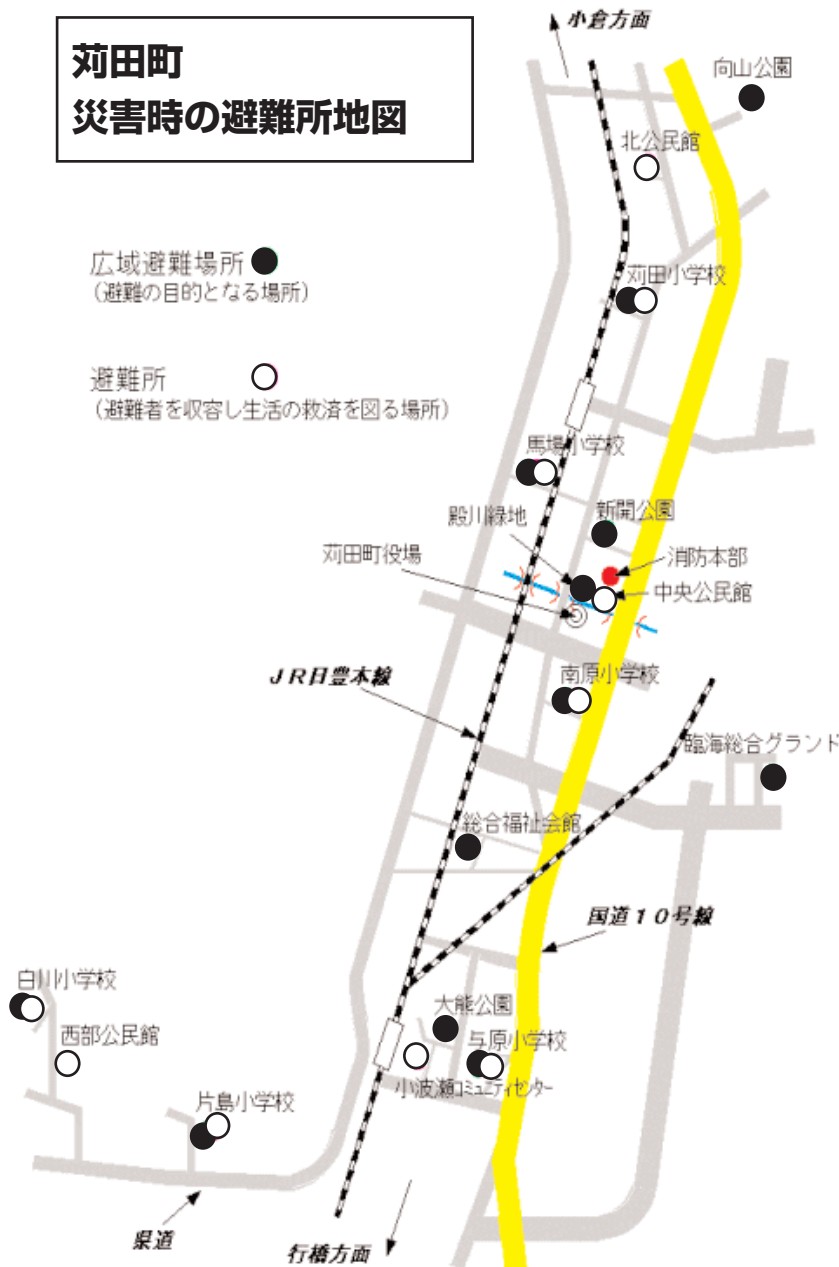 苅田町
災害時の避難所地図
小倉方面
向山公園
北公民館
広域避難場所
(避難の目的となる場所)
苅田小学校
避難所
(避難者を収容し生活の救済を図る場所)
馬場小学校
新開公園
殿川緑地
苅田町役場
消防本部
中央公民館
南原小学校
JR日豊本線
臨海総合グランド
総合福祉会館
国道10号線
白川小学校
大熊公園
西部公民館
与原小学校
小波瀬コミュニティセンター
片島小学校
県道
行橋方面